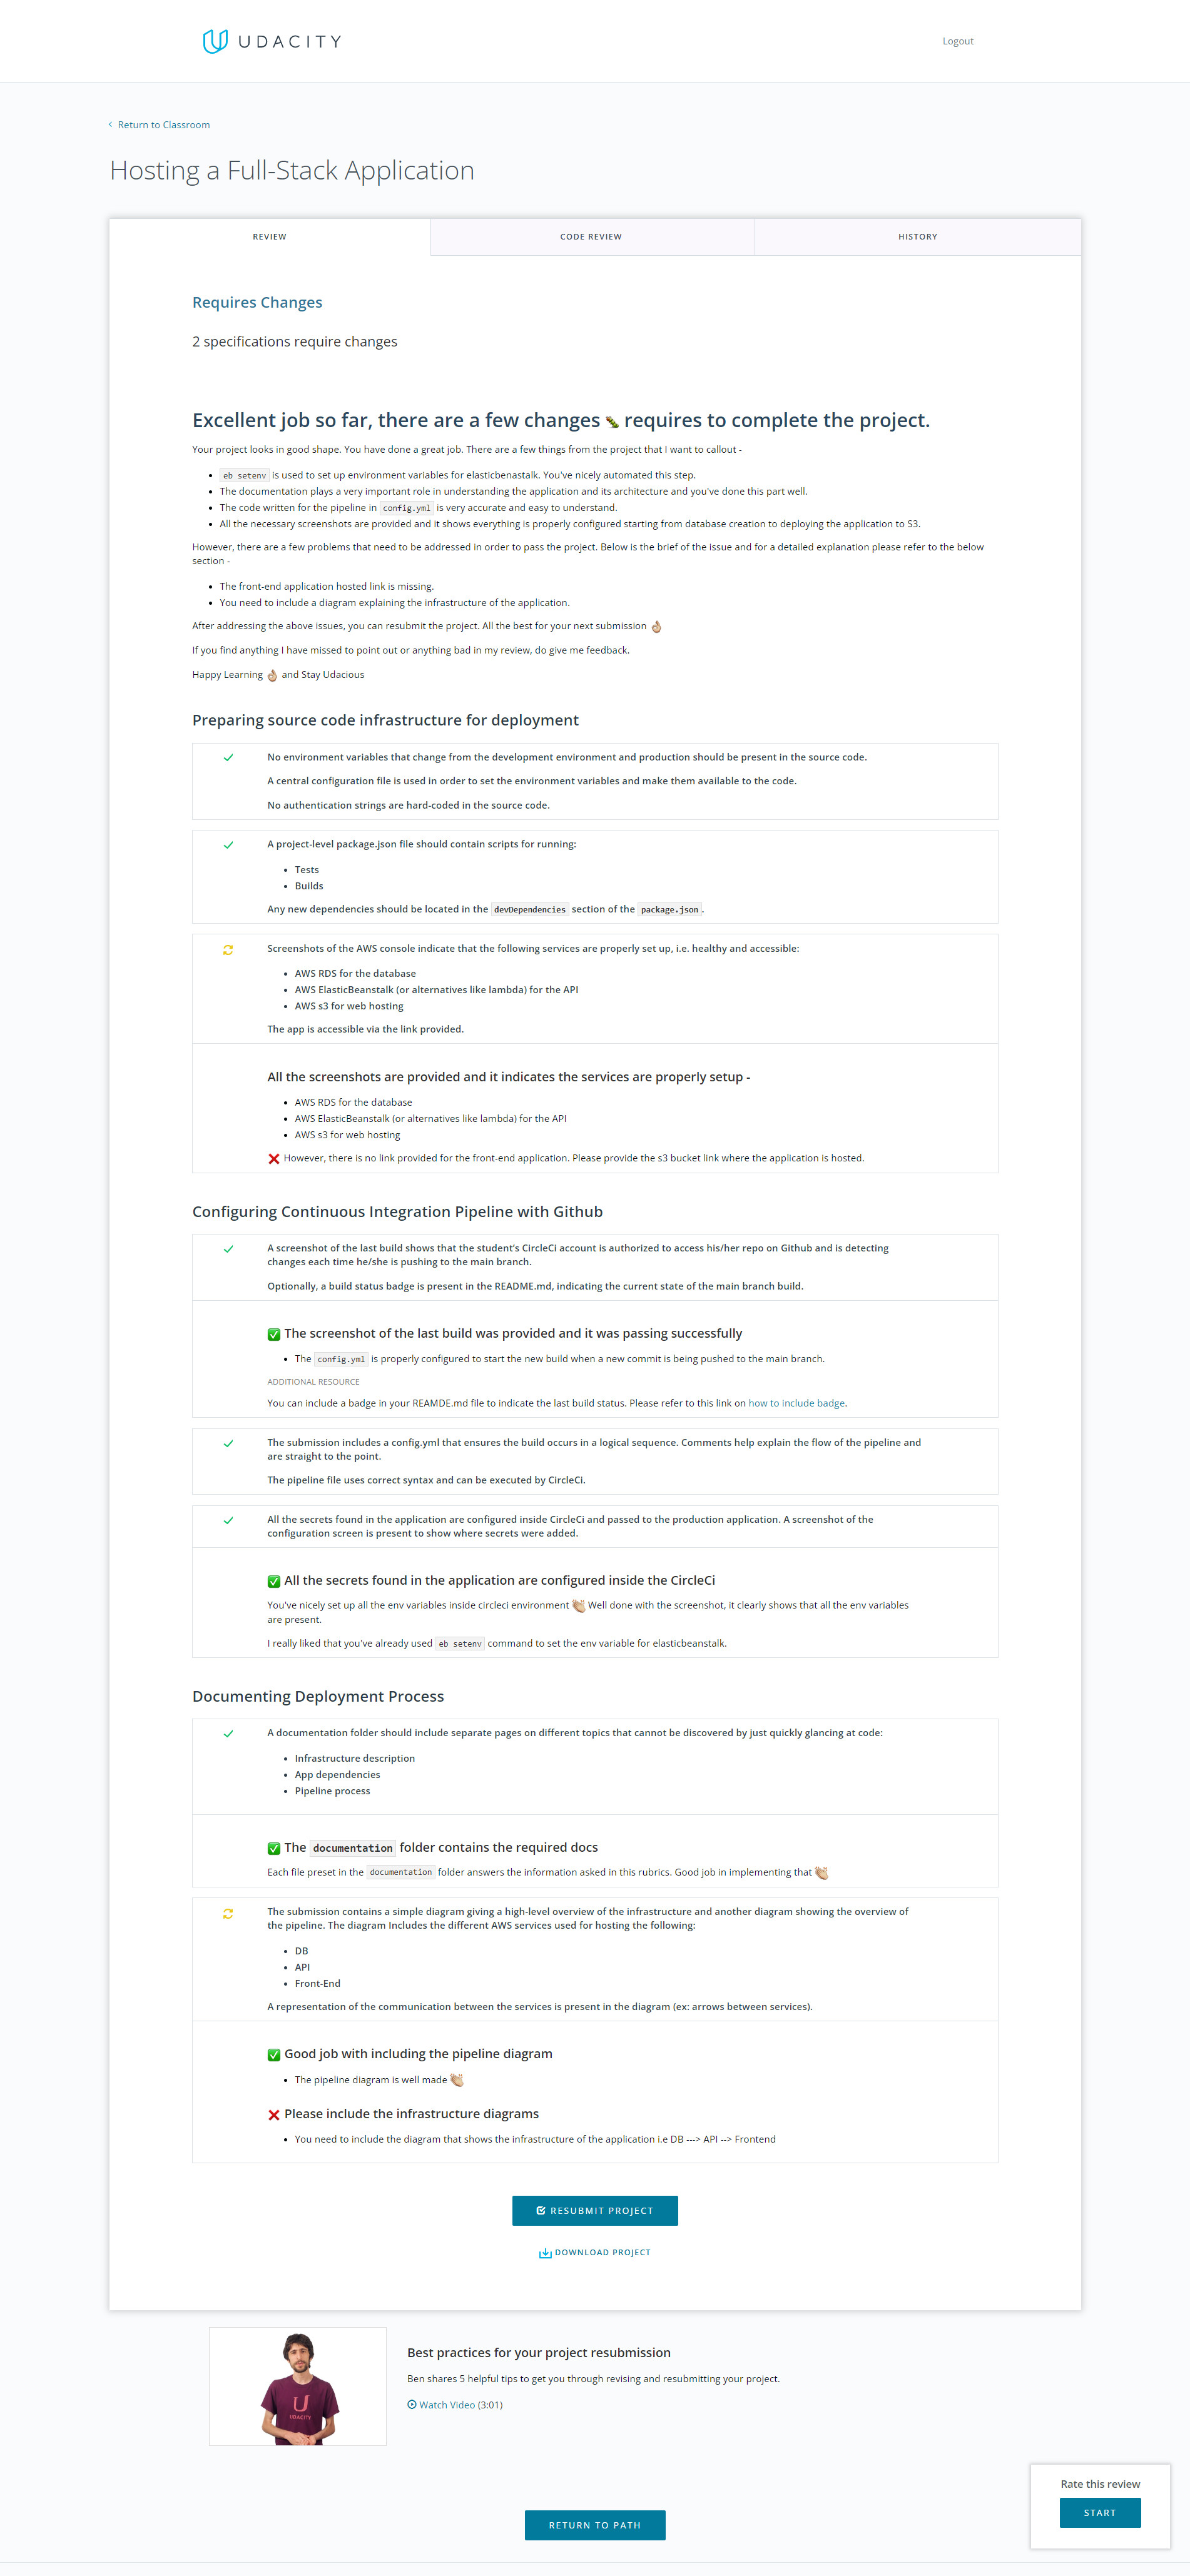 UDACITY
Logout
Return to Classroom
Hosting a Full-Stack Application
REVIEW
CODE REVIEW
HISTORY
Requires Changes
2 specifications require changes
Excellent job so far, there are a few changes 🐛 requires to complete the project.
Your project looks in good shape. You have done a great job. There are a few things from the project that I want to callout -
• eb setenv is used to set up environment variables for elasticbenastalk. You've nicely automated this step.
• The documentation plays a very important role in understanding the application and its architecture and you've done this part well.
• The code written for the pipeline in config.yml is very accurate and easy to understand.
• All the necessary screenshots are provided and it shows everything is properly configured starting from database creation to deploying the application to S3.
However, there are a few problems that need to be addressed in order to pass the project. Below is the brief of the issue and for a detailed explanation please refer to the below
section -
• The front-end application hosted link is missing.
• You need to include a diagram explaining the infrastructure of the application.
After addressing the above issues, you can resubmit the project. All the best for your next submission 👌
If you find anything I have missed to point out or anything bad in my review, do give me feedback.
Happy Learning 👌 and Stay Udacious
Preparing source code infrastructure for deployment
No environment variables that change from the development environment and production should be present in the source code.
A central configuration file is used in order to set the environment variables and make them available to the code.
No authentication strings are hard-coded in the source code.
A project-level package.json file should contain scripts for running:
• Tests
• Builds
Any new dependencies should be located in the devDependencies section of the package.json.
Screenshots of the AWS console indicate that the following services are properly set up, i.e. healthy and accessible:
• AWS RDS for the database
• AWS ElasticBeanstalk (or alternatives like lambda) for the API
• AWS s3 for web hosting
The app is accessible via the link provided.
All the screenshots are provided and it indicates the services are properly setup -
• AWS RDS for the database
• AWS ElasticBeanstalk (or alternatives like lambda) for the API
• AWS s3 for web hosting
❌ However, there is no link provided for the front-end application. Please provide the s3 bucket link where the application is hosted.
Configuring Continuous Integration Pipeline with Github
A screenshot of the last build shows that the student's CircleCi account is authorized to access his/her repo on Github and is detecting
changes each time he/she is pushing to the main branch.
Optionally, a build status badge is present in the README.md, indicating the current state of the main branch build.
✅ The screenshot of the last build was provided and it was passing successfully
• The config.yml is properly configured to start the new build when a new commit is being pushed to the main branch.
ADDITIONAL RESOURCE
You can include a badge in your REAMDE.md file to indicate the last build status. Please refer to this link on how to include badge.
The submission includes a config.yml that ensures the build occurs in a logical sequence. Comments help explain the flow of the pipeline and
are straight to the point.
The pipeline file uses correct syntax and can be executed by CircleCi.
All the secrets found in the application are configured inside CircleCi and passed to the production application. A screenshot of the
configuration screen is present to show where secrets were added.
✅ All the secrets found in the application are configured inside the CircleCi
You've nicely set up all the env variables inside circleci environment 👏 Well done with the screenshot, it clearly shows that all the env variables
are present.
I really liked that you've already used eb setenv command to set the env variable for elasticbeanstalk.
Documenting Deployment Process
A documentation folder should include separate pages on different topics that cannot be discovered by just quickly glancing at code:
• Infrastructure description
• App dependencies
• Pipeline process
✅ The documentation folder contains the required docs
Each file preset in the documentation folder answers the information asked in this rubrics. Good job in implementing that 👏
The submission contains a simple diagram giving a high-level overview of the infrastructure and another diagram showing the overview of
the pipeline. The diagram Includes the different AWS services used for hosting the following:
• DB
• API
• Front-End
A representation of the communication between the services is present in the diagram (ex: arrows between services).
✅ Good job with including the pipeline diagram
• The pipeline diagram is well made 👏
❌ Please include the infrastructure diagrams
• You need to include the diagram that shows the infrastructure of the application i.e DB ---> API --> Frontend
RESUBMIT PROJECT
DOWNLOAD PROJECT
UDACITY
Best practices for your project resubmission
Ben shares 5 helpful tips to get you through revising and resubmitting your project.
Watch Video (3:01)
Rate this review
START
RETURN TO PATH